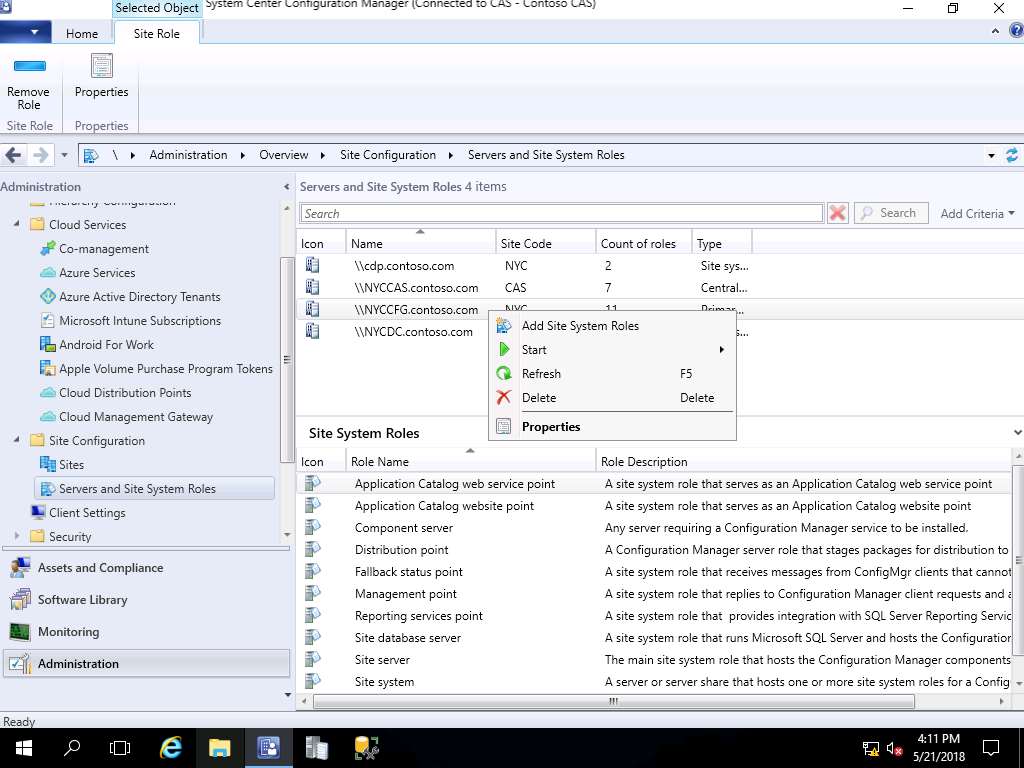 Selected Object
System Center Configuration Manager (Connected to CAS - Contoso CAS)
Home
Site Role
Remove
Role
Properties
Site Role
Properties
\ Administration Overview Site Configuration Servers and Site System Roles
Administration
Hierarchy Configuration
Cloud Services
Co-management
Azure Services
Azure Active Directory Tenants
Microsoft Intune Subscriptions
Android For Work
Apple Volume Purchase Program Tokens
Cloud Distribution Points
Cloud Management Gateway
Site Configuration
Sites
Servers and Site System Roles
Client Settings
Security
Assets and Compliance
Software Library
Monitoring
Administration
Servers and Site System Roles 4 items
Search
Search
Add Criteria
Icon Name Site Code Count of roles Type
\\cdp.contoso.com NYC 2 Site sys...
\\NYCCAS.contoso.com CAS 7 Central...
\\NYCCFG.contoso.com NYC 11 Primar...
\\NYCDC.contoso.com
Add Site System Roles
Start
Refresh F5
Delete Delete
Properties
Site System Roles
Icon Role Name Role Description
Application Catalog web service point A site system role that serves as an Application Catalog web service point
Application Catalog website point A site system role that serves as an Application Catalog website point
Component server Any server requiring a Configuration Manager service to be installed.
Distribution point A Configuration Manager server role that stages packages for distribution to
Fallback status point A site system role that receives messages from ConfigMgr clients that cannot
Management point A site system role that replies to Configuration Manager client requests and a
Reporting services point A site system role that provides integration with SQL Server Reporting Servic
Site database server A site system role that runs Microsoft SQL Server and hosts the Configuration
Site server The main site system role that hosts the Configuration Manager components
Site system A server or server share that hosts one or more site system roles for a Config
Ready
4:11 PM
5/21/2018